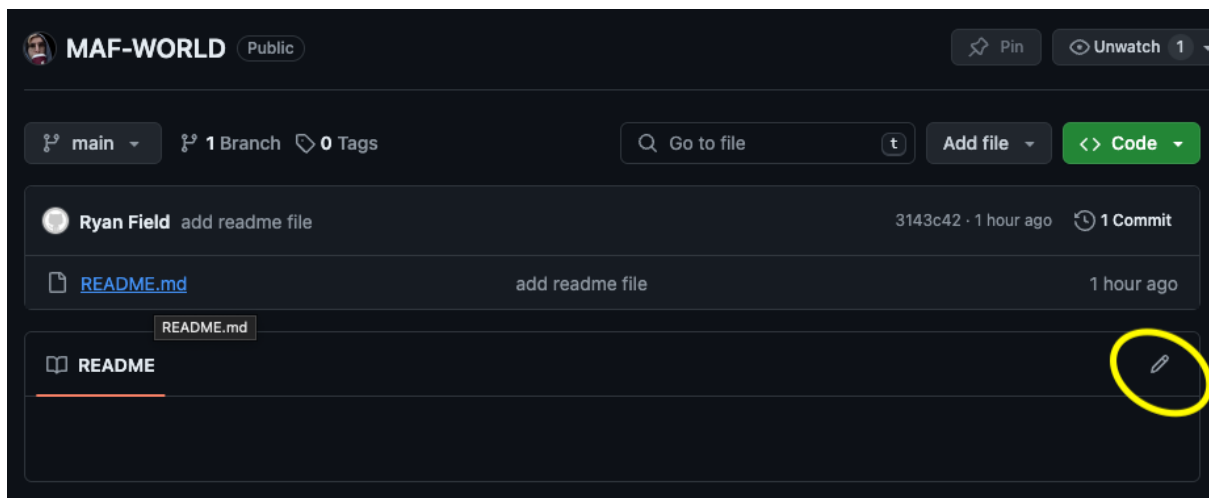 MAF-WORLD Public Pin Unwatch 1
main 1 Branch 0 Tags Go to file t Add file <> Code
Ryan Field add readme file 3143c42 · 1 hour ago 1 Commit
README.md add readme file 1 hour ago
README.md
README